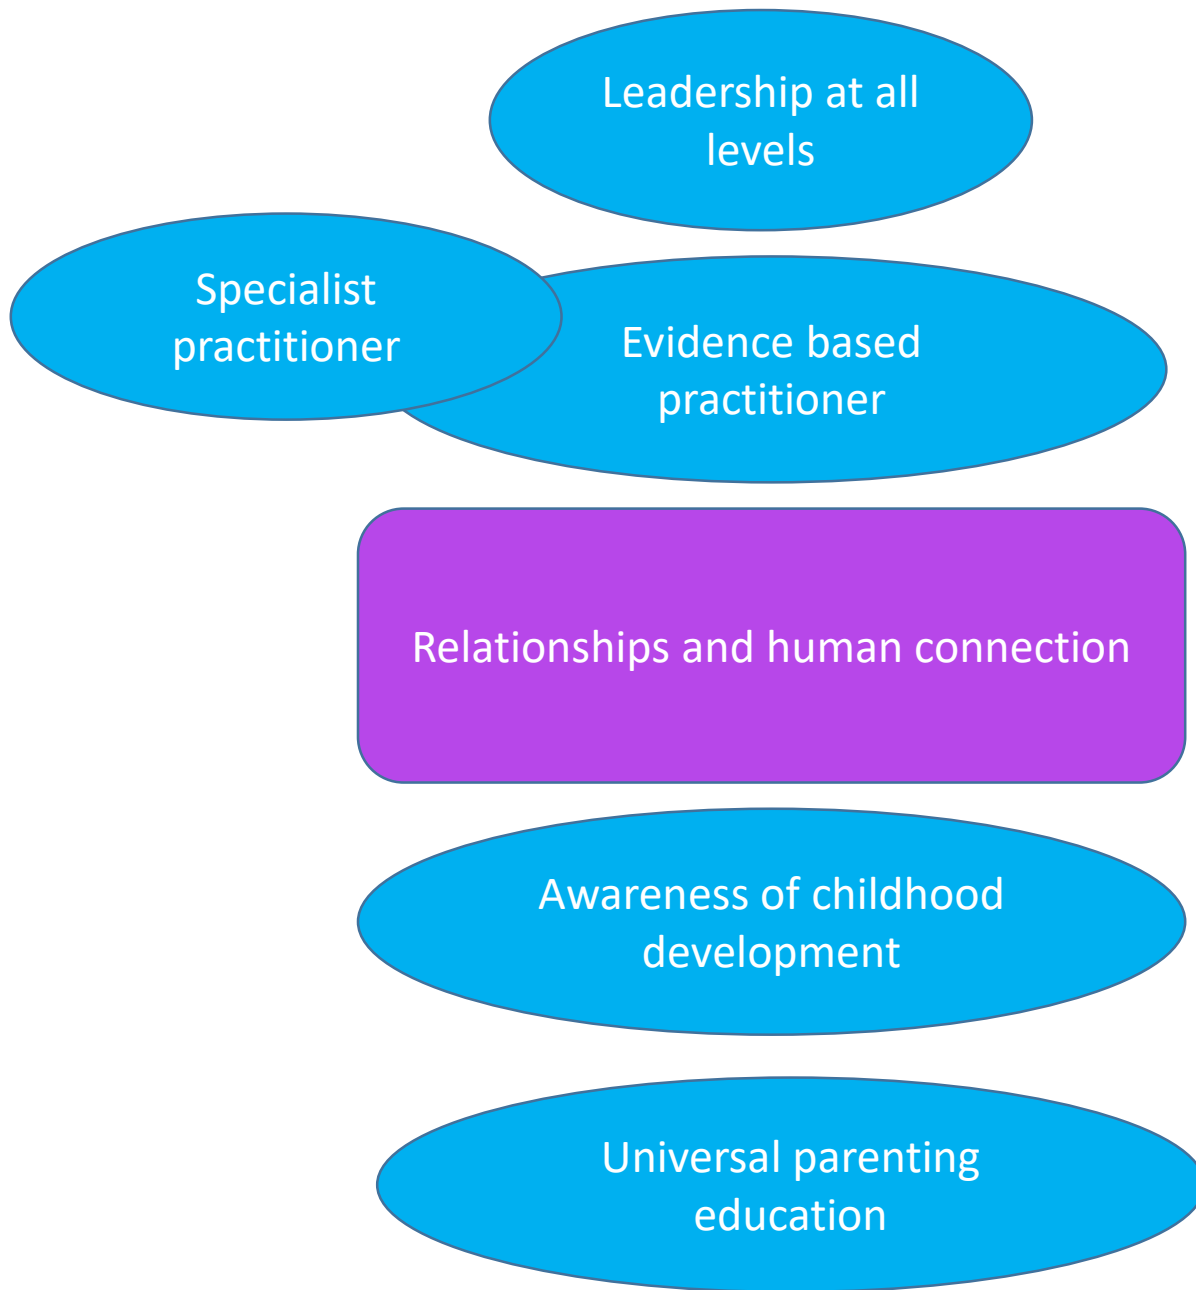 Leadership at all
levels
Specialist
practitioner
Evidence based
practitioner
Relationships and human connection
Awareness of childhood
development
Universal parenting
education